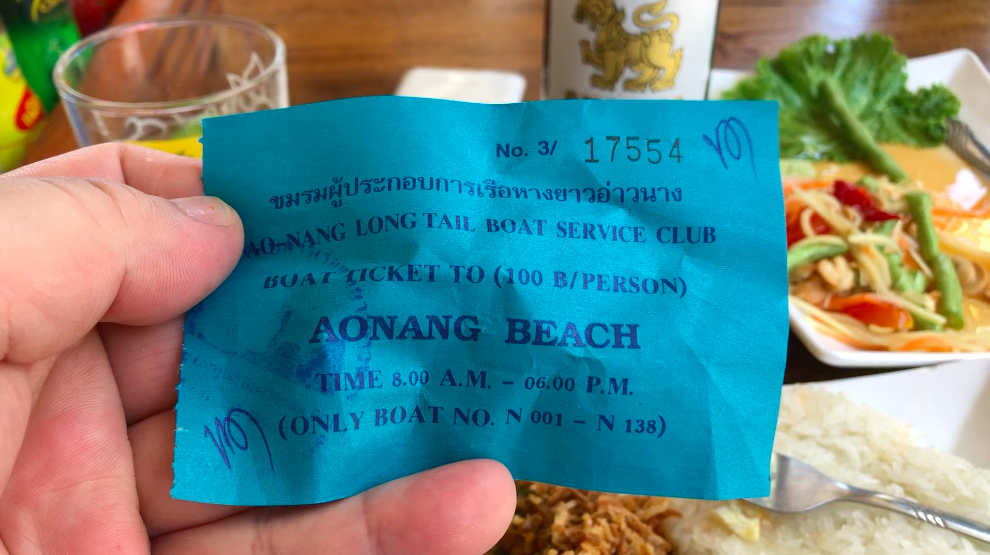 No. 3/ 17554
ชมรมผู้ประกอบการเรือหางยาวอ่าวนาง
AO-NANG LONG TAIL BOAT SERVICE CLUB
BOAT TICKET TO (100 B/PERSON)
AONANG BEACH
TIME 8.00 A.M. – 06.00 P.M.
(ONLY BOAT NO. N 001 – N 138)